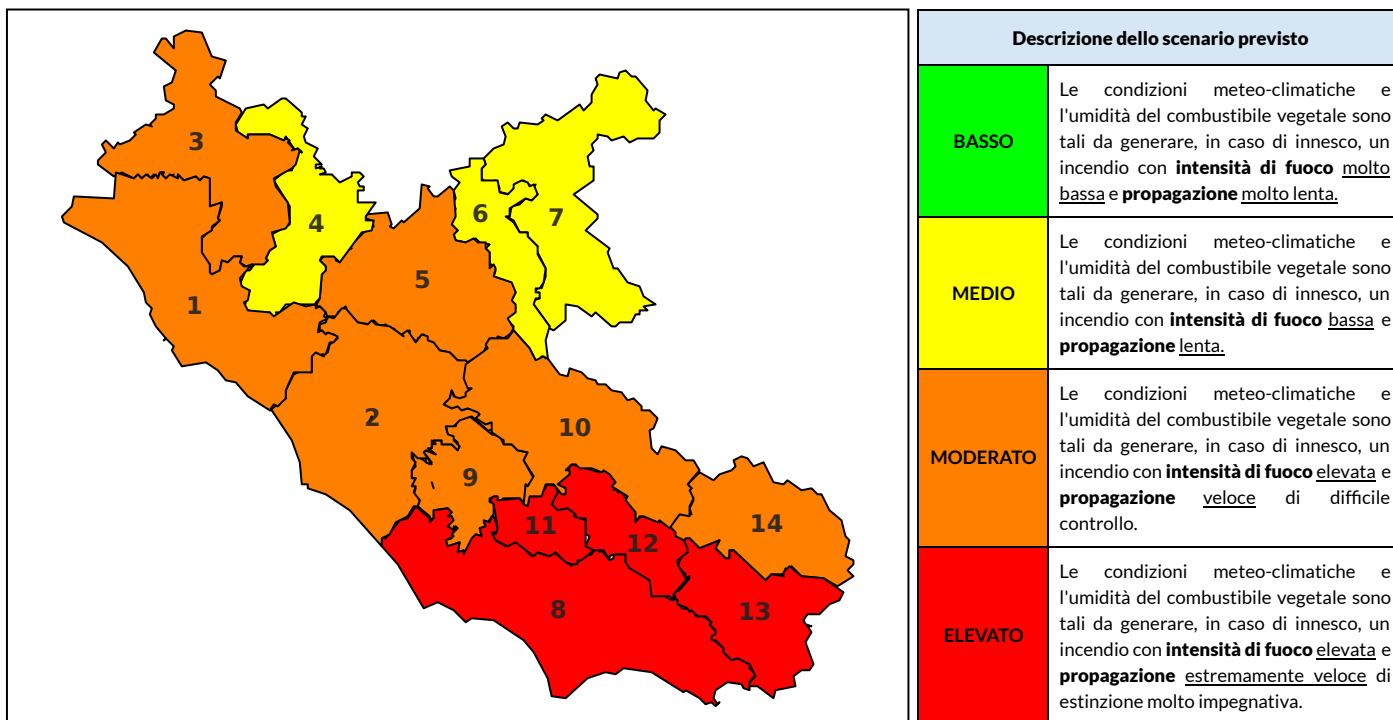 3
4
6
7
5
1
2
10
9
11
12
14
8
13
Descrizione dello scenario previsto
BASSO
Le condizioni meteo-climatiche e
l'umidità del combustibile vegetale sono
tali da generare, in caso di innesco, un
incendio con intensità di fuoco molto
bassa e propagazione molto lenta.
MEDIO
Le condizioni meteo-climatiche e
l'umidità del combustibile vegetale sono
tali da generare, in caso di innesco, un
incendio con intensità di fuoco bassa e
propagazione lenta.
MODERATO
Le condizioni meteo-climatiche e
l'umidità del combustibile vegetale sono
tali da generare, in caso di innesco, un
incendio con intensità di fuoco elevata e
propagazione veloce di difficile
controllo.
ELEVATO
Le condizioni meteo-climatiche e
l'umidità del combustibile vegetale sono
tali da generare, in caso di innesco, un
incendio con intensità di fuoco elevata e
propagazione estremamente veloce di
estinzione molto impegnativa.